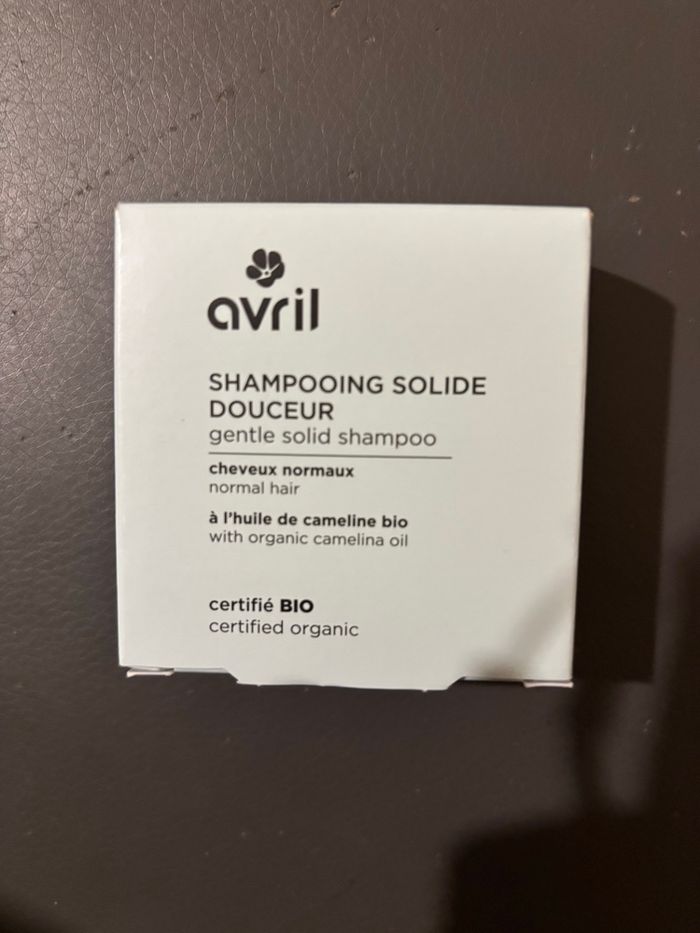 avril
SHAMPOOING SOLIDE
DOUCEUR
gentle solid shampoo
cheveux normaux
normal hair
à l'huile de cameline bio
with organic camelina oil
certifié BIO
certified organic